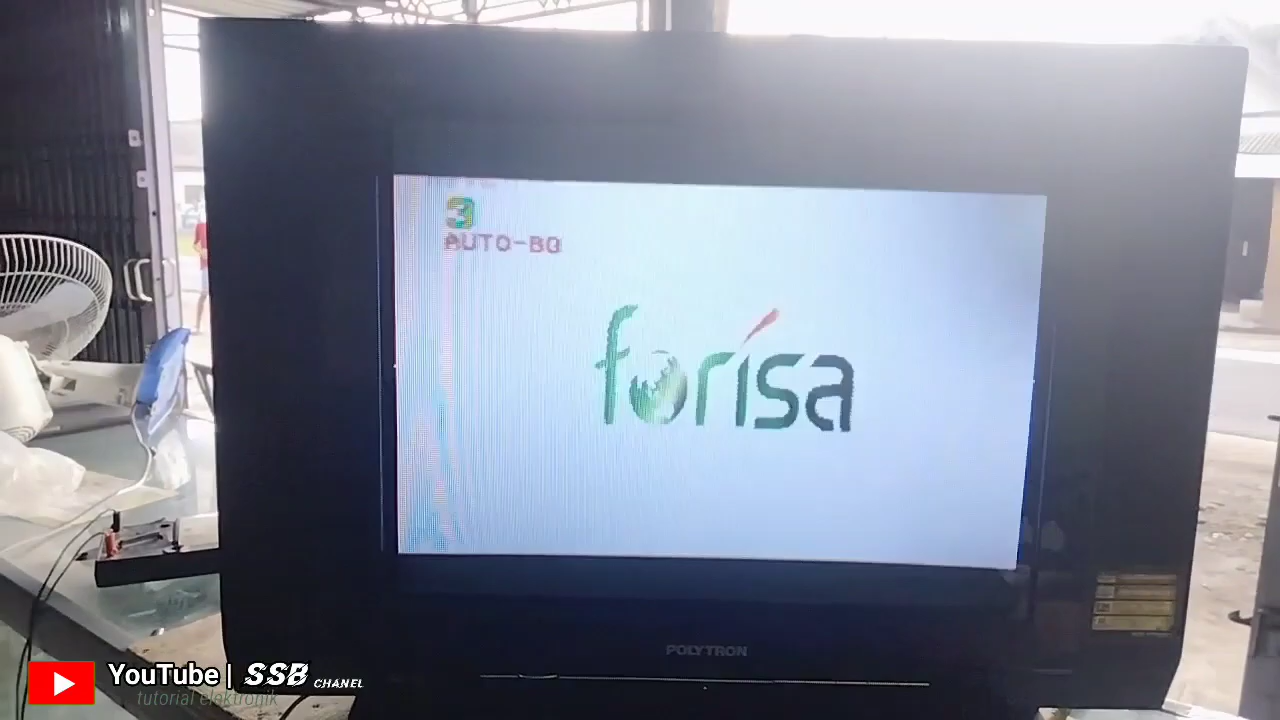 3
AUTO-BG
forisa
POLYTRON
YouTube | SSB CHANEL
tutorial elektronik